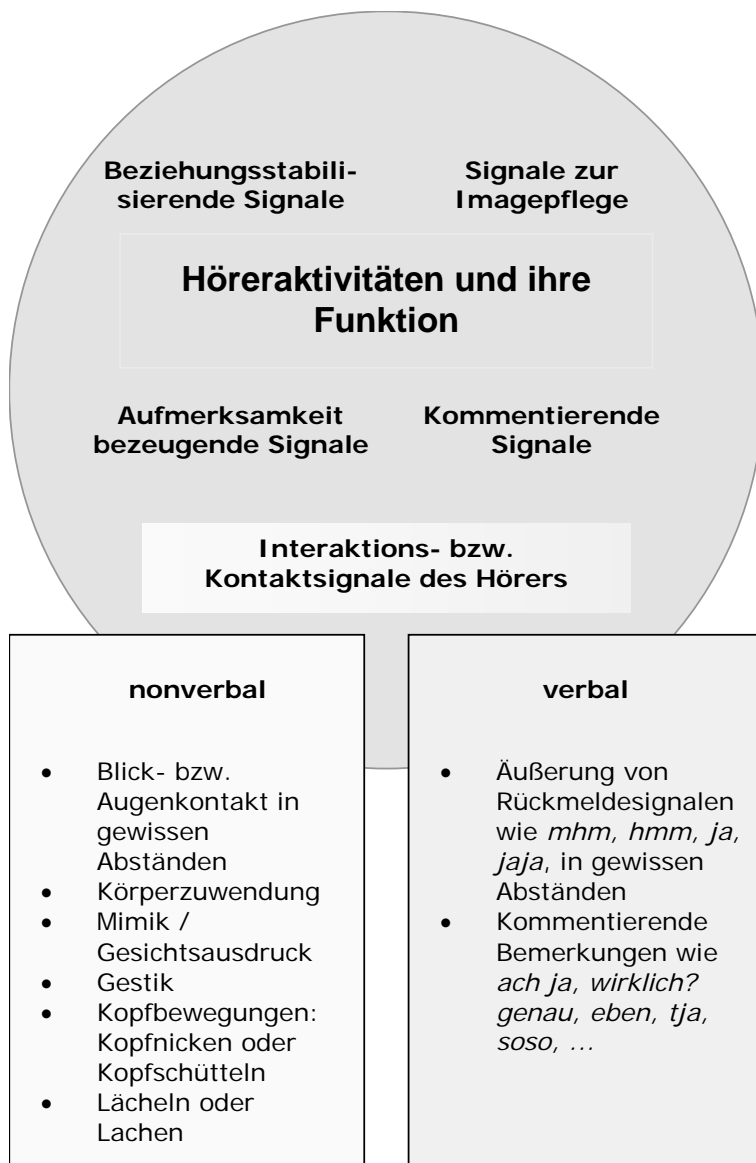 Beziehungsstabili-
sierende Signale
Signale zur
Imagepflege
Höreraktivitäten und ihre
Funktion
Aufmerksamkeit
bezeugende Signale
Kommentierende
Signale
Interaktions- bzw.
Kontaktsignale des Hörers
nonverbal
• Blick- bzw.
Augenkontakt in
gewissen
Abständen
• Körperzuwendung
• Mimik /
Gesichtsausdruck
• Gestik
• Kopfbewegungen:
Kopfnicken oder
Kopfschütteln
• Lächeln oder
Lachen
verbal
• Äußerung von
Rückmeldesignalen
wie mhm, hmm, ja,
jaja, in gewissen
Abständen
• Kommentierende
Bemerkungen wie
ach ja, wirklich?
genau, eben, tja,
soso, ...